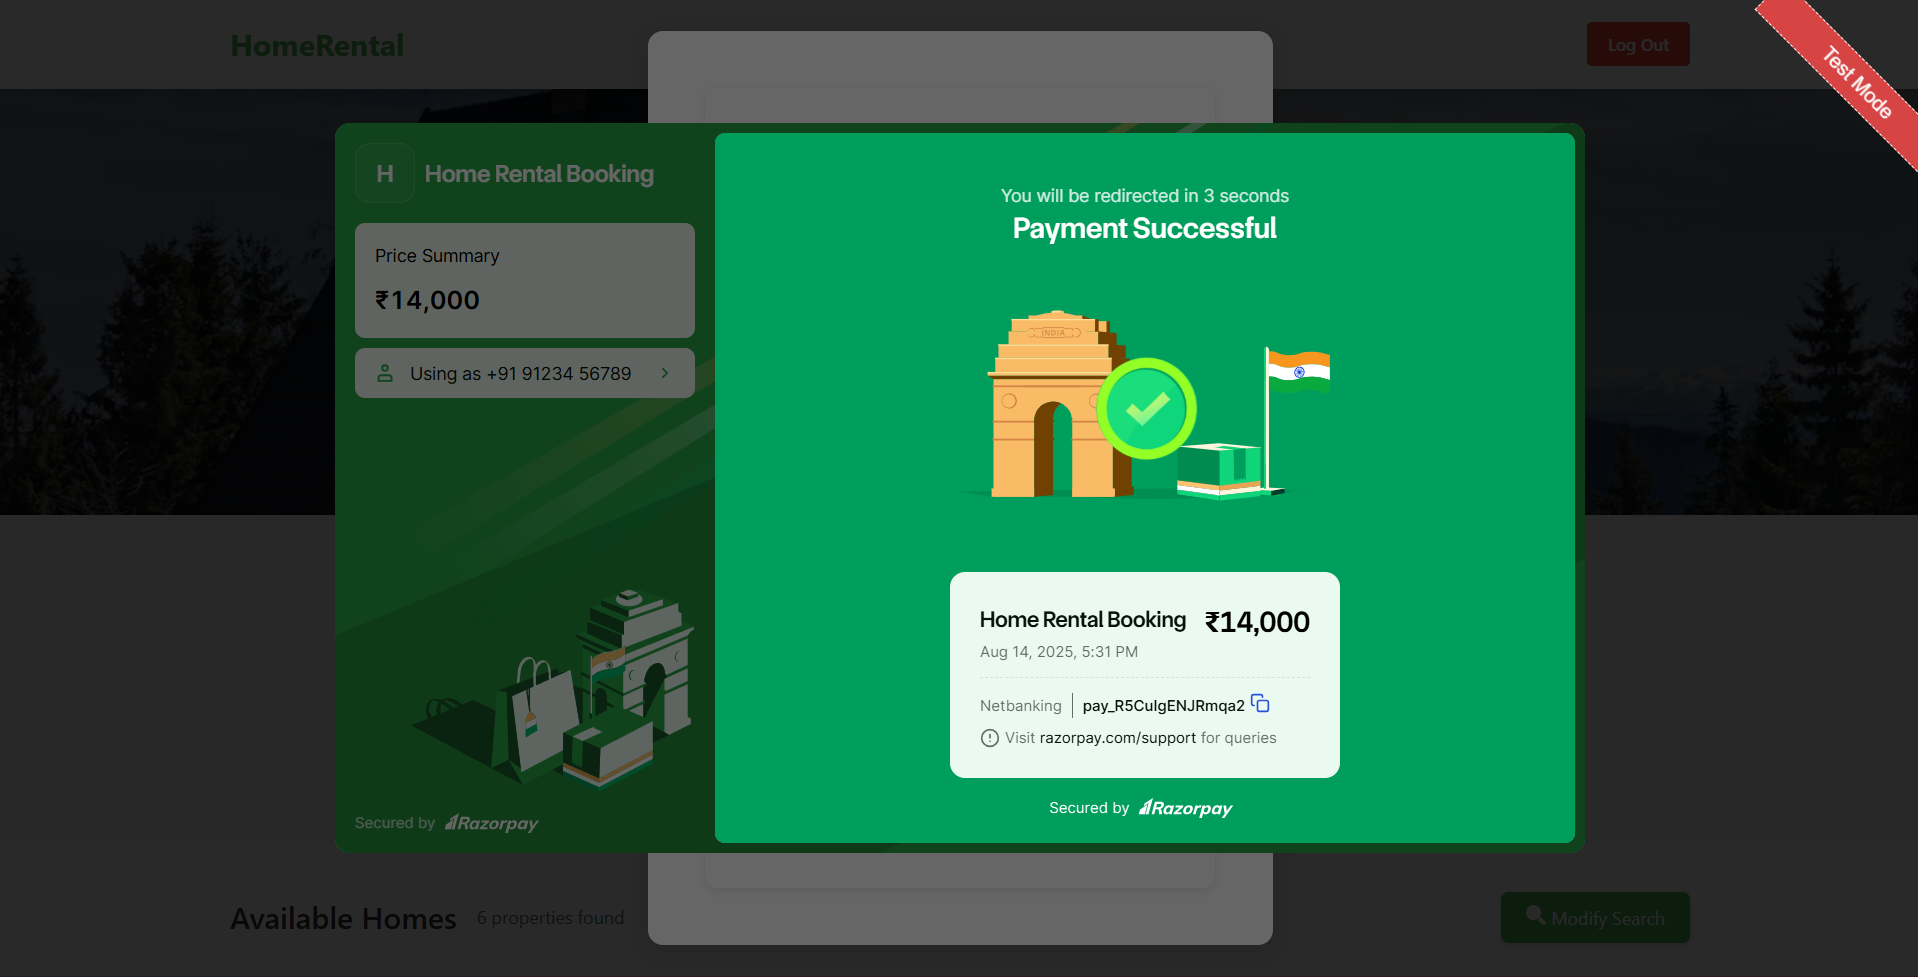 HomeRental
Log Out
Test Mode
H
Home Rental Booking
Price Summary
₹14,000
Using as +91 91234 56789
Secured by Razorpay
You will be redirected in 3 seconds
Payment Successful
INDIA
Home Rental Booking ₹14,000
Aug 14, 2025, 5:31 PM
Netbanking | pay_R5CuIgENJRmqa2
Visit razorpay.com/support for queries
Secured by Razorpay
Available Homes 6 properties found
Modify Search